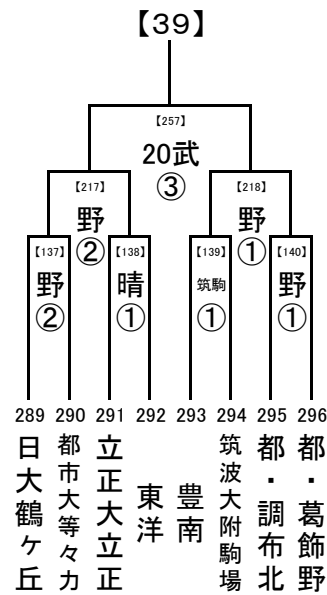 【39】
【257】
20武
③
【217】 【218】
野 野
② ①
【137】 【138】 【139】 【140】
野 晴 筑駒 野
② ① ① ①
289 290 291 292 293 294 295 296
日大鶴ヶ丘
都市大等々力
立正大立正
東洋
豊南
筑波大附駒場
都・調布北
都・葛飾野